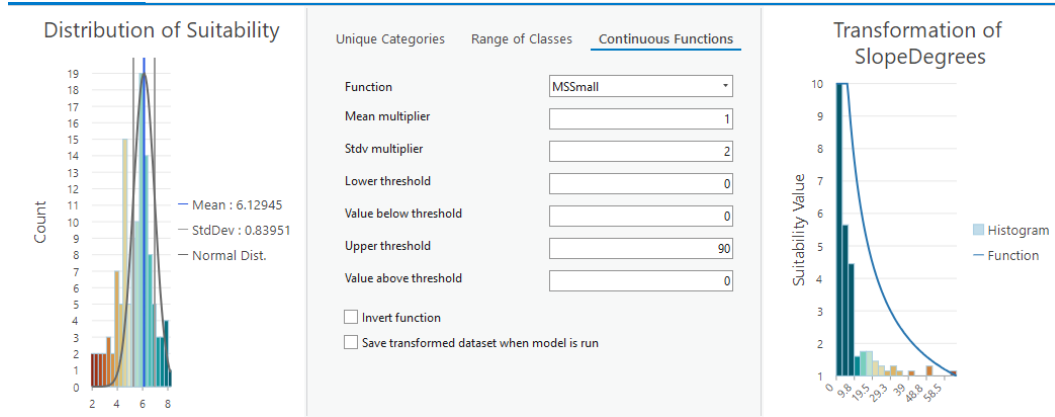 Distribution of Suitability
19
18
17
16
15
14
13
12
11
10
9
8
7
6
5
4
3
2
1
0
Count
2 4 6 8
Mean : 6.12945
StdDev : 0.83951
Normal Dist.
Unique Categories Range of Classes Continuous Functions
Function MSSmall
Mean multiplier 1
Stdv multiplier 2
Lower threshold 0
Value below threshold 0
Upper threshold 90
Value above threshold 0
Invert function
Save transformed dataset when model is run
Transformation of
SlopeDegrees
10
9
8
7
6
5
4
3
2
1
Suitability Value
0 9.8 19.5 29.3 39 48.8 58.5
Histogram
Function